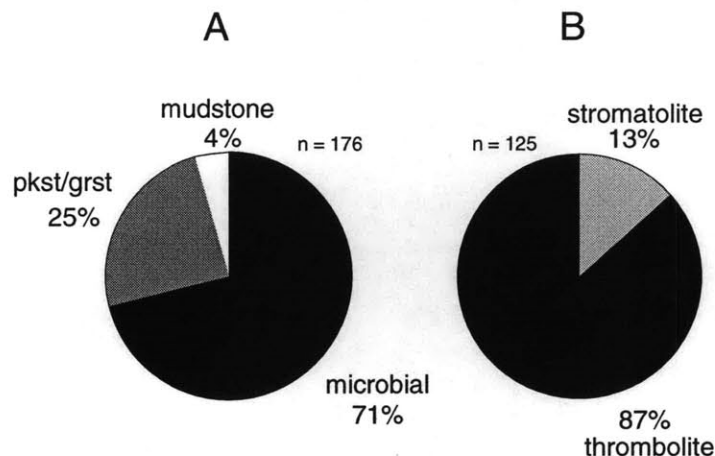 A
mudstone
4%
n = 176
pkst/grst
25%
microbial
71%
B
n = 125
stromatolite
13%
87%
thrombolite